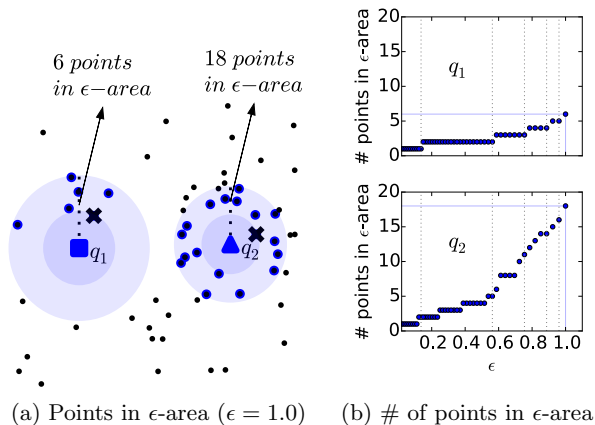 6 points
in ϵ−area
18 points
in ϵ−area
q1
q2
(a) Points in ϵ-area (ϵ = 1.0)
# points in ϵ-area
20
15
10
5
0
q1
# points in ϵ-area
20
15
10
5
0
q2
0.2 0.4 0.6 0.8 1.0
ϵ
(b) # of points in ϵ-area